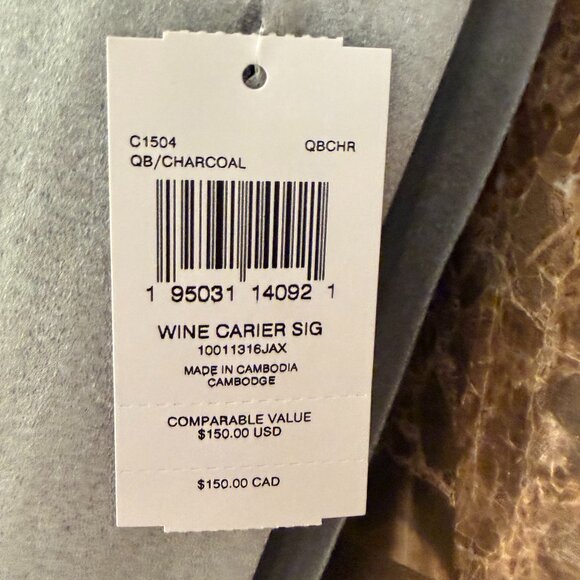 C1504 QBCHR
QB/CHARCOAL
1 95031 14092 1
WINE CARIER SIG
10011316JAX
MADE IN CAMBODIA
CAMBODGE
COMPARABLE VALUE
$150.00 USD
$150.00 CAD